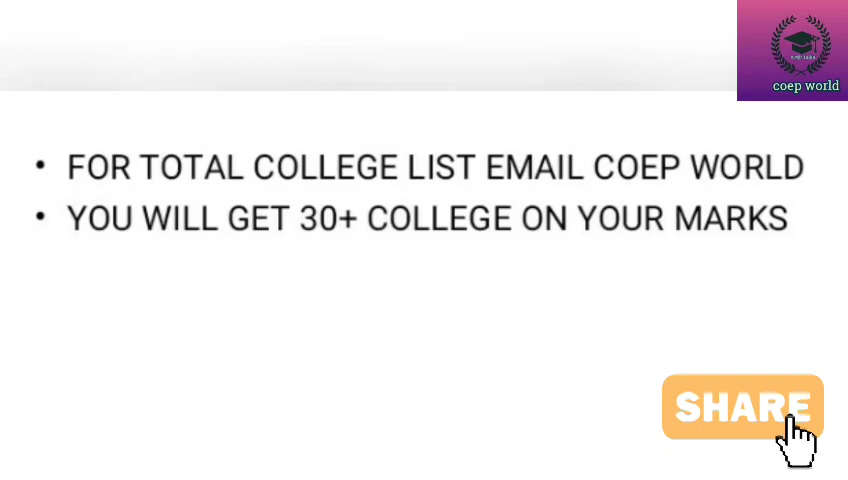 coep world
• FOR TOTAL COLLEGE LIST EMAIL COEP WORLD
• YOU WILL GET 30+ COLLEGE ON YOUR MARKS
SHARE